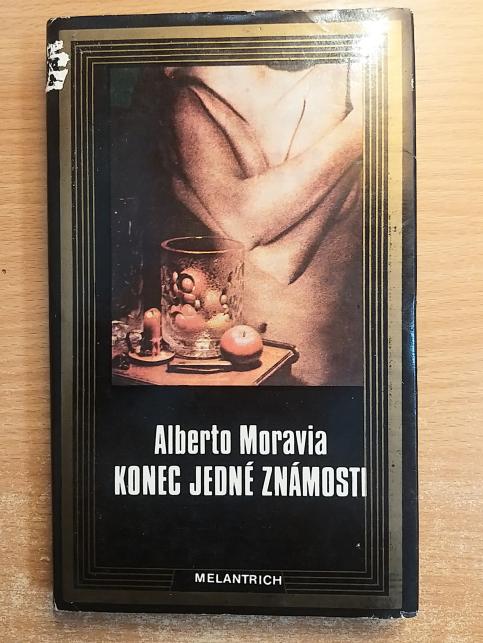 Alberto Moravia
KONEC JEDNÉ ZNÁMOSTI
MELANTRICH